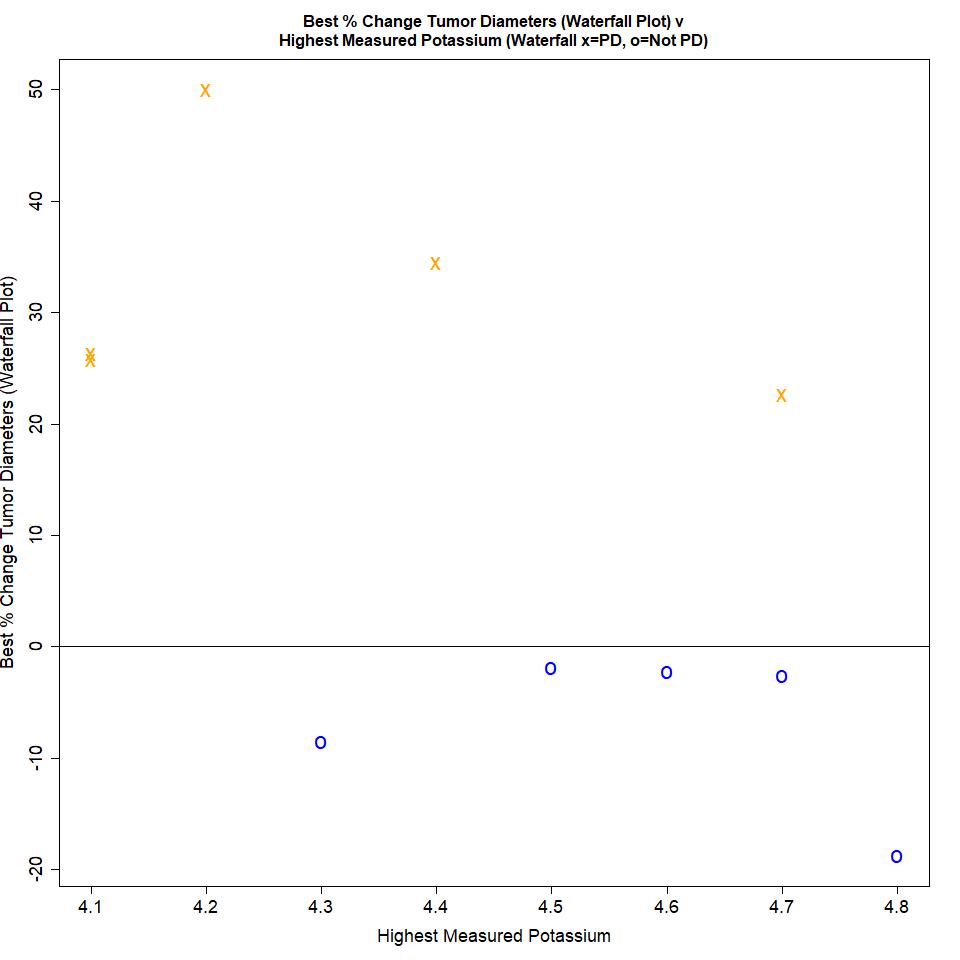 Best % Change Tumor Diameters (Waterfall Plot) v
Highest Measured Potassium (Waterfall x=PD, o=Not PD)
Best % Change Tumor Diameters (Waterfall Plot)
50
40
30
20
10
0
-10
-20
X
X
X
X
X
O
O
O
O
O
4.1 4.2 4.3 4.4 4.5 4.6 4.7 4.8
Highest Measured Potassium